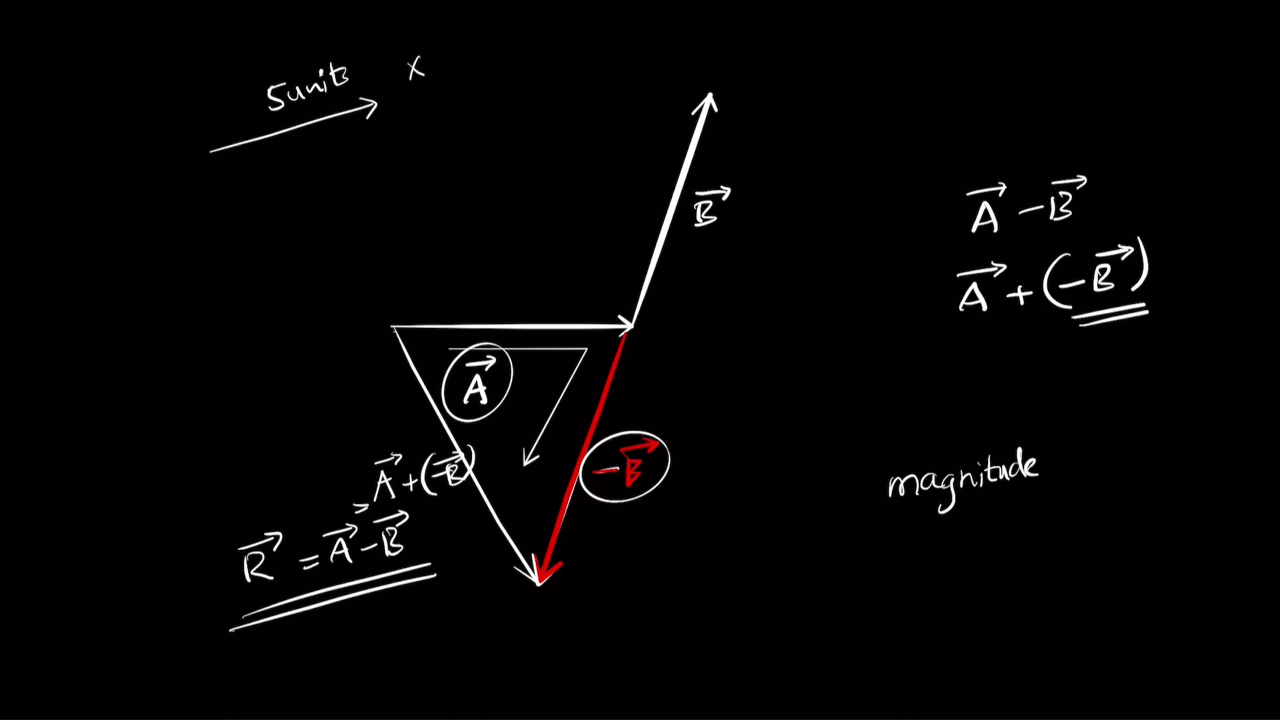 5units x
B⃗
A⃗ - B⃗
A⃗ + (-B⃗)
A⃗
-B⃗
A⃗ + (-B⃗)
R⃗ = A⃗ - B⃗
magnitude